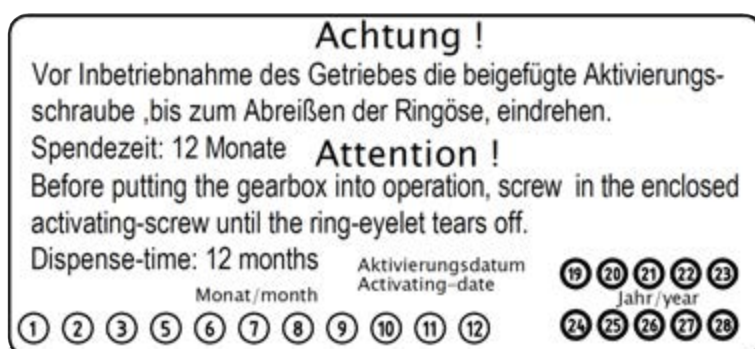 Achtung !
Vor Inbetriebnahme des Getriebes die beigefügte Aktivierungs-
schraube ,bis zum Abreißen der Ringöse, eindrehen.
Spendezeit: 12 Monate
Attention !
Before putting the gearbox into operation, screw in the enclosed
activating-screw until the ring-eyelet tears off.
Dispense-time: 12 months
Aktivierungsdatum
Activating-date
Monat/month
1 2 3 5 6 7 8 9 10 11 12
19 20 21 22 23
Jahr/year
24 25 26 27 28